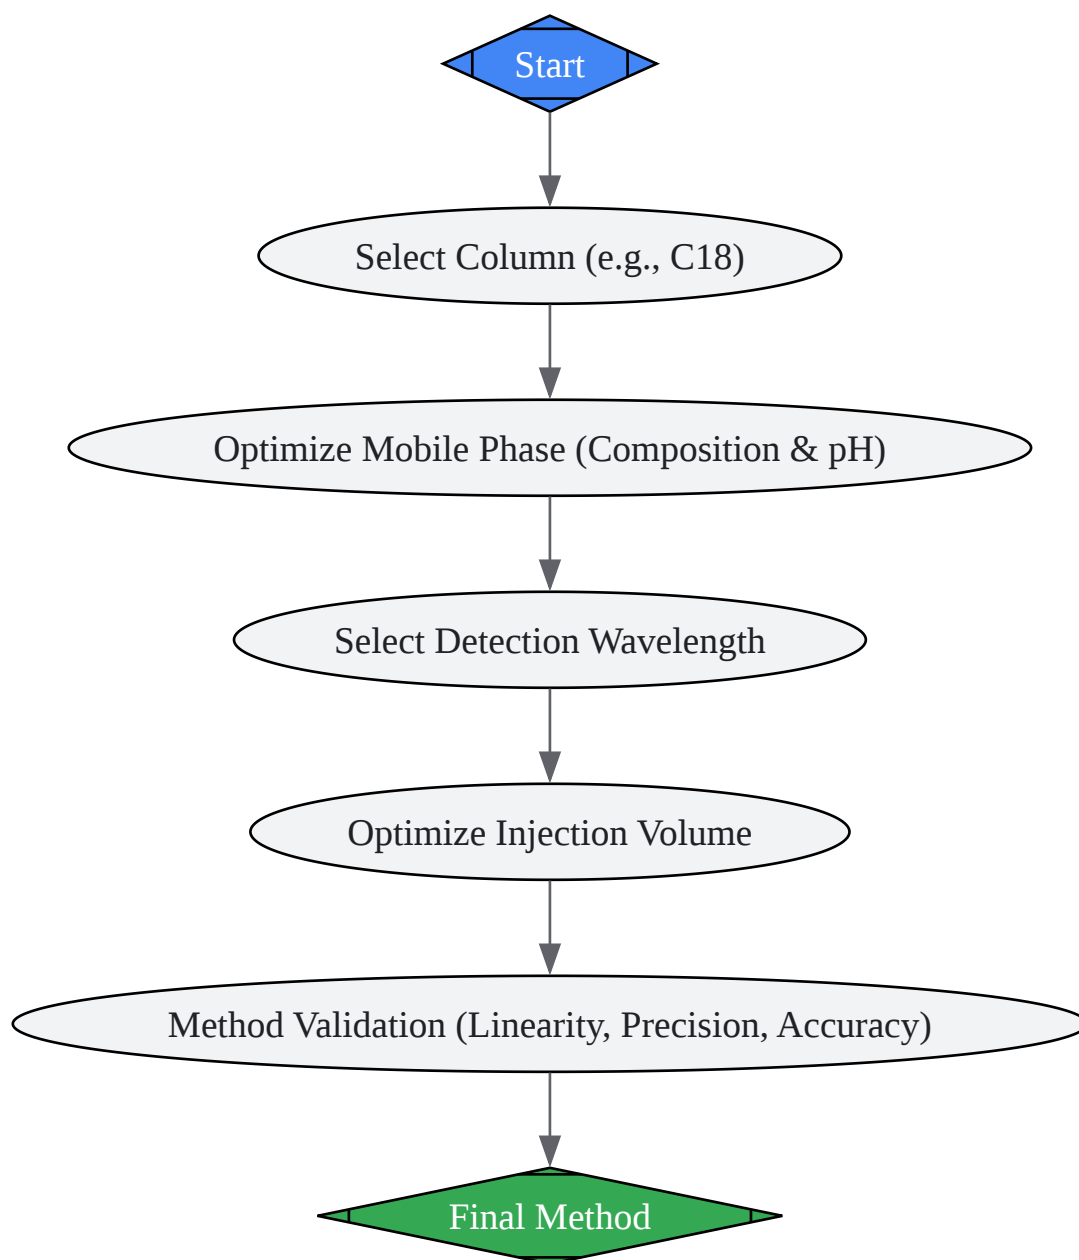 Start
Select Column (e.g., C18)
Optimize Mobile Phase (Composition & pH)
Select Detection Wavelength
Optimize Injection Volume
Method Validation (Linearity, Precision, Accuracy)
Final Method